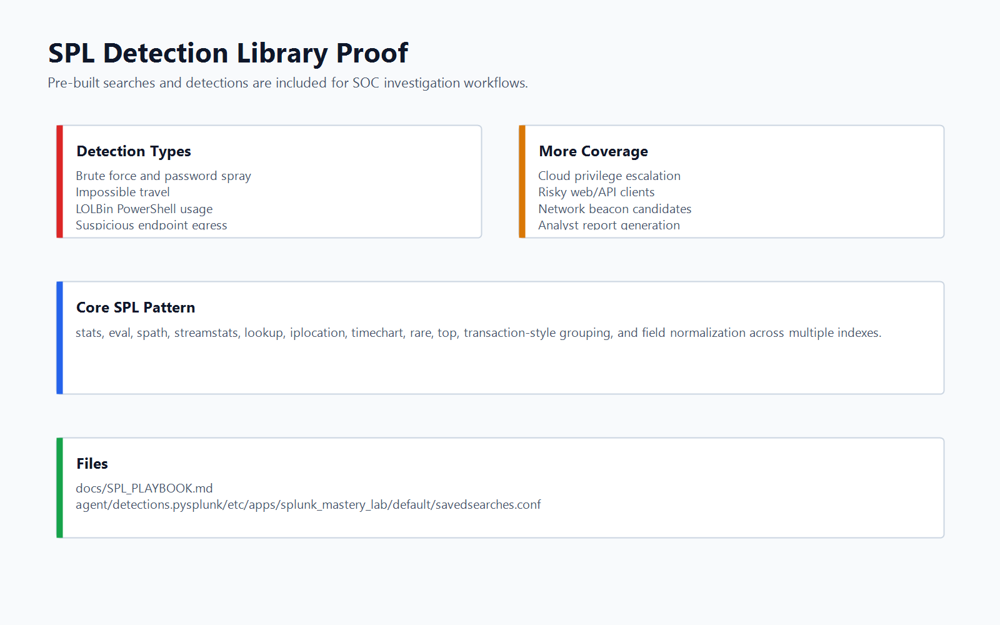 SPL Detection Library Proof
Pre-built searches and detections are included for SOC investigation workflows.
Detection Types
Brute force and password spray
Impossible travel
LOLBin PowerShell usage
Suspicious endpoint egress
More Coverage
Cloud privilege escalation
Risky web/API clients
Network beacon candidates
Analyst report generation
Core SPL Pattern
stats, eval, spath, streamstats, lookup, iplocation, timechart, rare, top, transaction-style grouping, and field normalization across multiple indexes.
Files
docs/SPL_PLAYBOOK.md
agent/detections.pysplunk/etc/apps/splunk_mastery_lab/default/savedsearches.conf